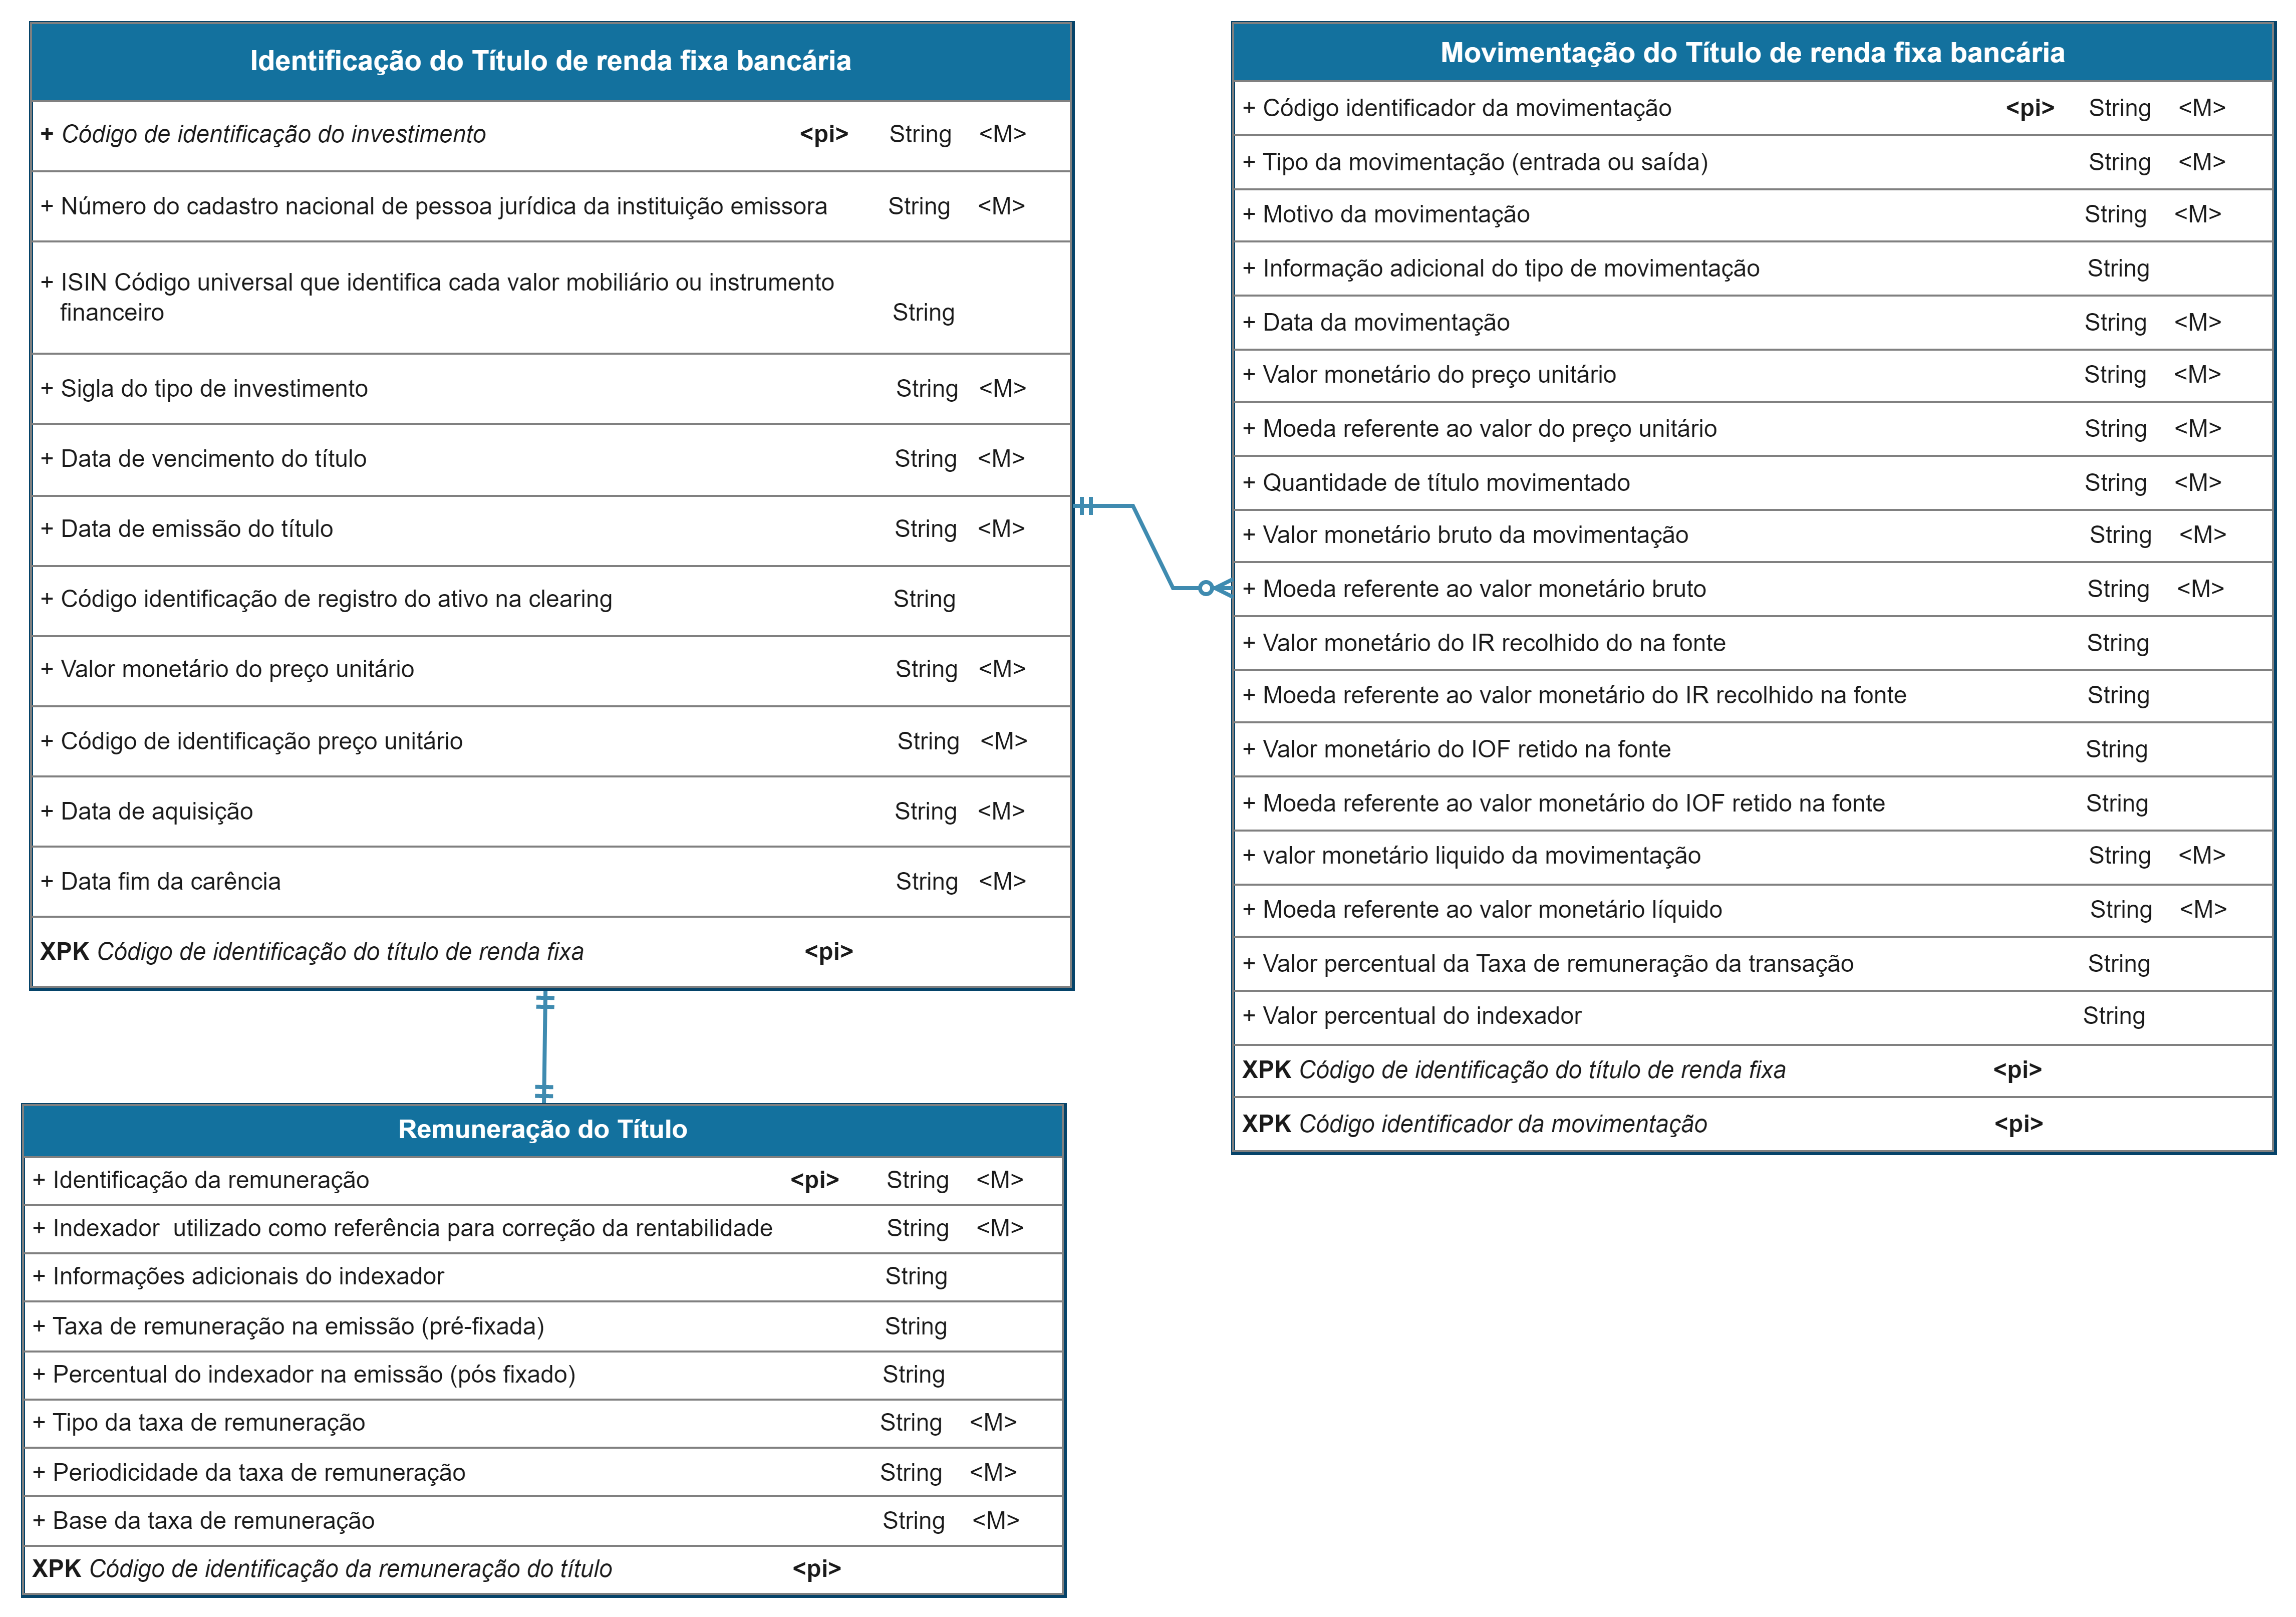 Identificação do Título de renda fixa bancária
+ Código de identificação do investimento <pi> String <M>
+ Número do cadastro nacional de pessoa jurídica da instituição emissora String <M>
+ ISIN Código universal que identifica cada valor mobiliário ou instrumento
financeiro String
+ Sigla do tipo de investimento String <M>
+ Data de vencimento do título String <M>
+ Data de emissão do título String <M>
+ Código identificação de registro do ativo na clearing String
+ Valor monetário do preço unitário String <M>
+ Código de identificação preço unitário String <M>
+ Data de aquisição String <M>
+ Data fim da carência String <M>
XPK Código de identificação do título de renda fixa <pi>
Movimentação do Título de renda fixa bancária
+ Código identificador da movimentação <pi> String <M>
+ Tipo da movimentação (entrada ou saída) String <M>
+ Motivo da movimentação String <M>
+ Informação adicional do tipo de movimentação String
+ Data da movimentação String <M>
+ Valor monetário do preço unitário String <M>
+ Moeda referente ao valor do preço unitário String <M>
+ Quantidade de título movimentado String <M>
+ Valor monetário bruto da movimentação String <M>
+ Moeda referente ao valor monetário bruto String <M>
+ Valor monetário do IR recolhido do na fonte String
+ Moeda referente ao valor monetário do IR recolhido na fonte String
+ Valor monetário do IOF retido na fonte String
+ Moeda referente ao valor monetário do IOF retido na fonte String
+ valor monetário liquido da movimentação String <M>
+ Moeda referente ao valor monetário líquido String <M>
+ Valor percentual da Taxa de remuneração da transação String
+ Valor percentual do indexador String
XPK Código de identificação do título de renda fixa <pi>
XPK Código identificador da movimentação <pi>
Remuneração do Título
+ Identificação da remuneração <pi> String <M>
+ Indexador utilizado como referência para correção da rentabilidade String <M>
+ Informações adicionais do indexador String
+ Taxa de remuneração na emissão (pré-fixada) String
+ Percentual do indexador na emissão (pós fixado) String
+ Tipo da taxa de remuneração String <M>
+ Periodicidade da taxa de remuneração String <M>
+ Base da taxa de remuneração String <M>
XPK Código de identificação da remuneração do título <pi>